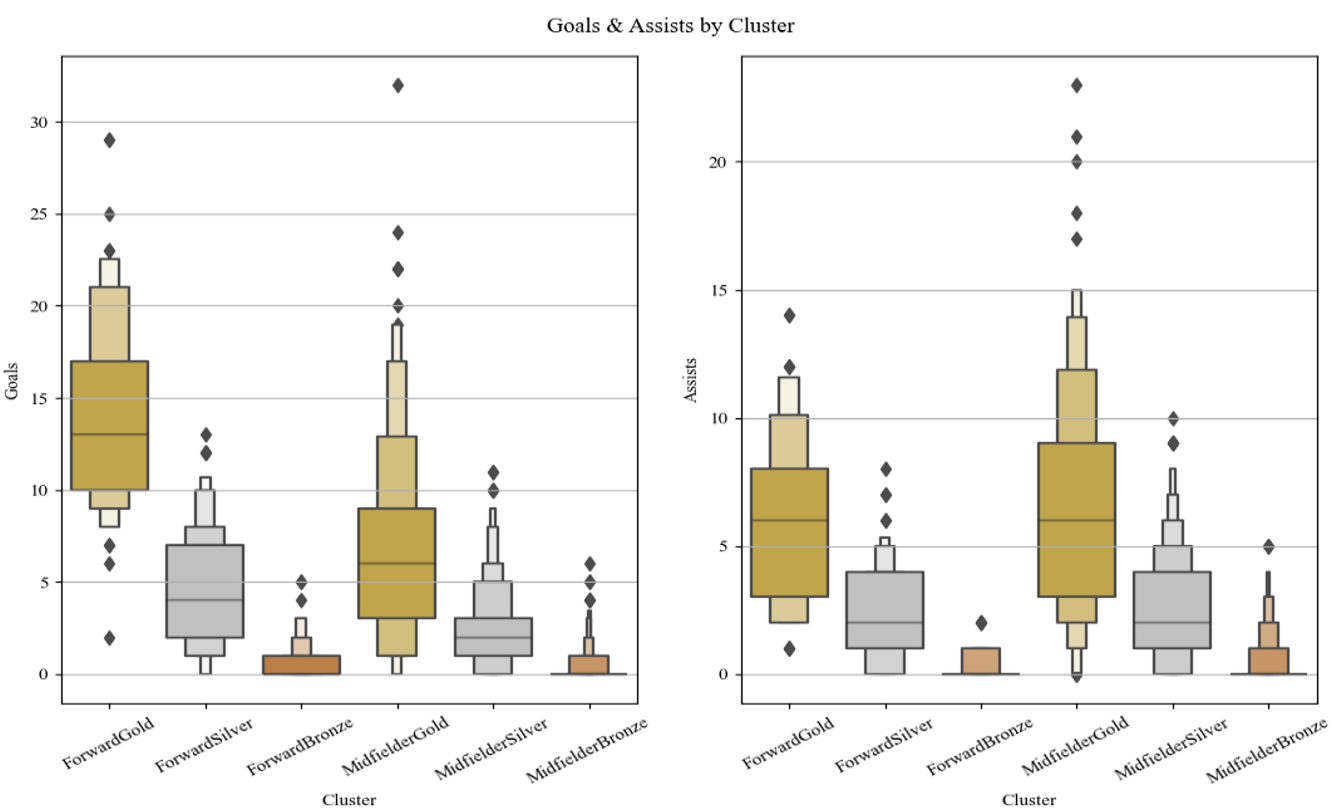 Goals & Assists by Cluster
Goals
30
25
20
15
10
5
0
ForwardGold
ForwardSilver
ForwardBronze
MidfielderGold
MidfielderSilver
MidfielderBronze
Cluster
Assists
20
15
10
5
0
ForwardGold
ForwardSilver
ForwardBronze
MidfielderGold
MidfielderSilver
MidfielderBronze
Cluster